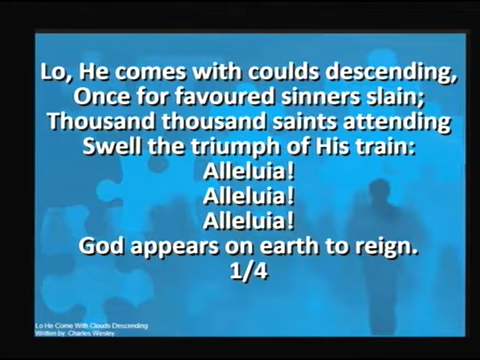 Lo, He comes with coulds descending,
Once for favoured sinners slain;
Thousand thousand saints attending
Swell the triumph of His train:
Alleluia!
Alleluia!
Alleluia!
God appears on earth to reign.
1/4
Lo He Come With Clouds Descending
Written by: Charles Wesley